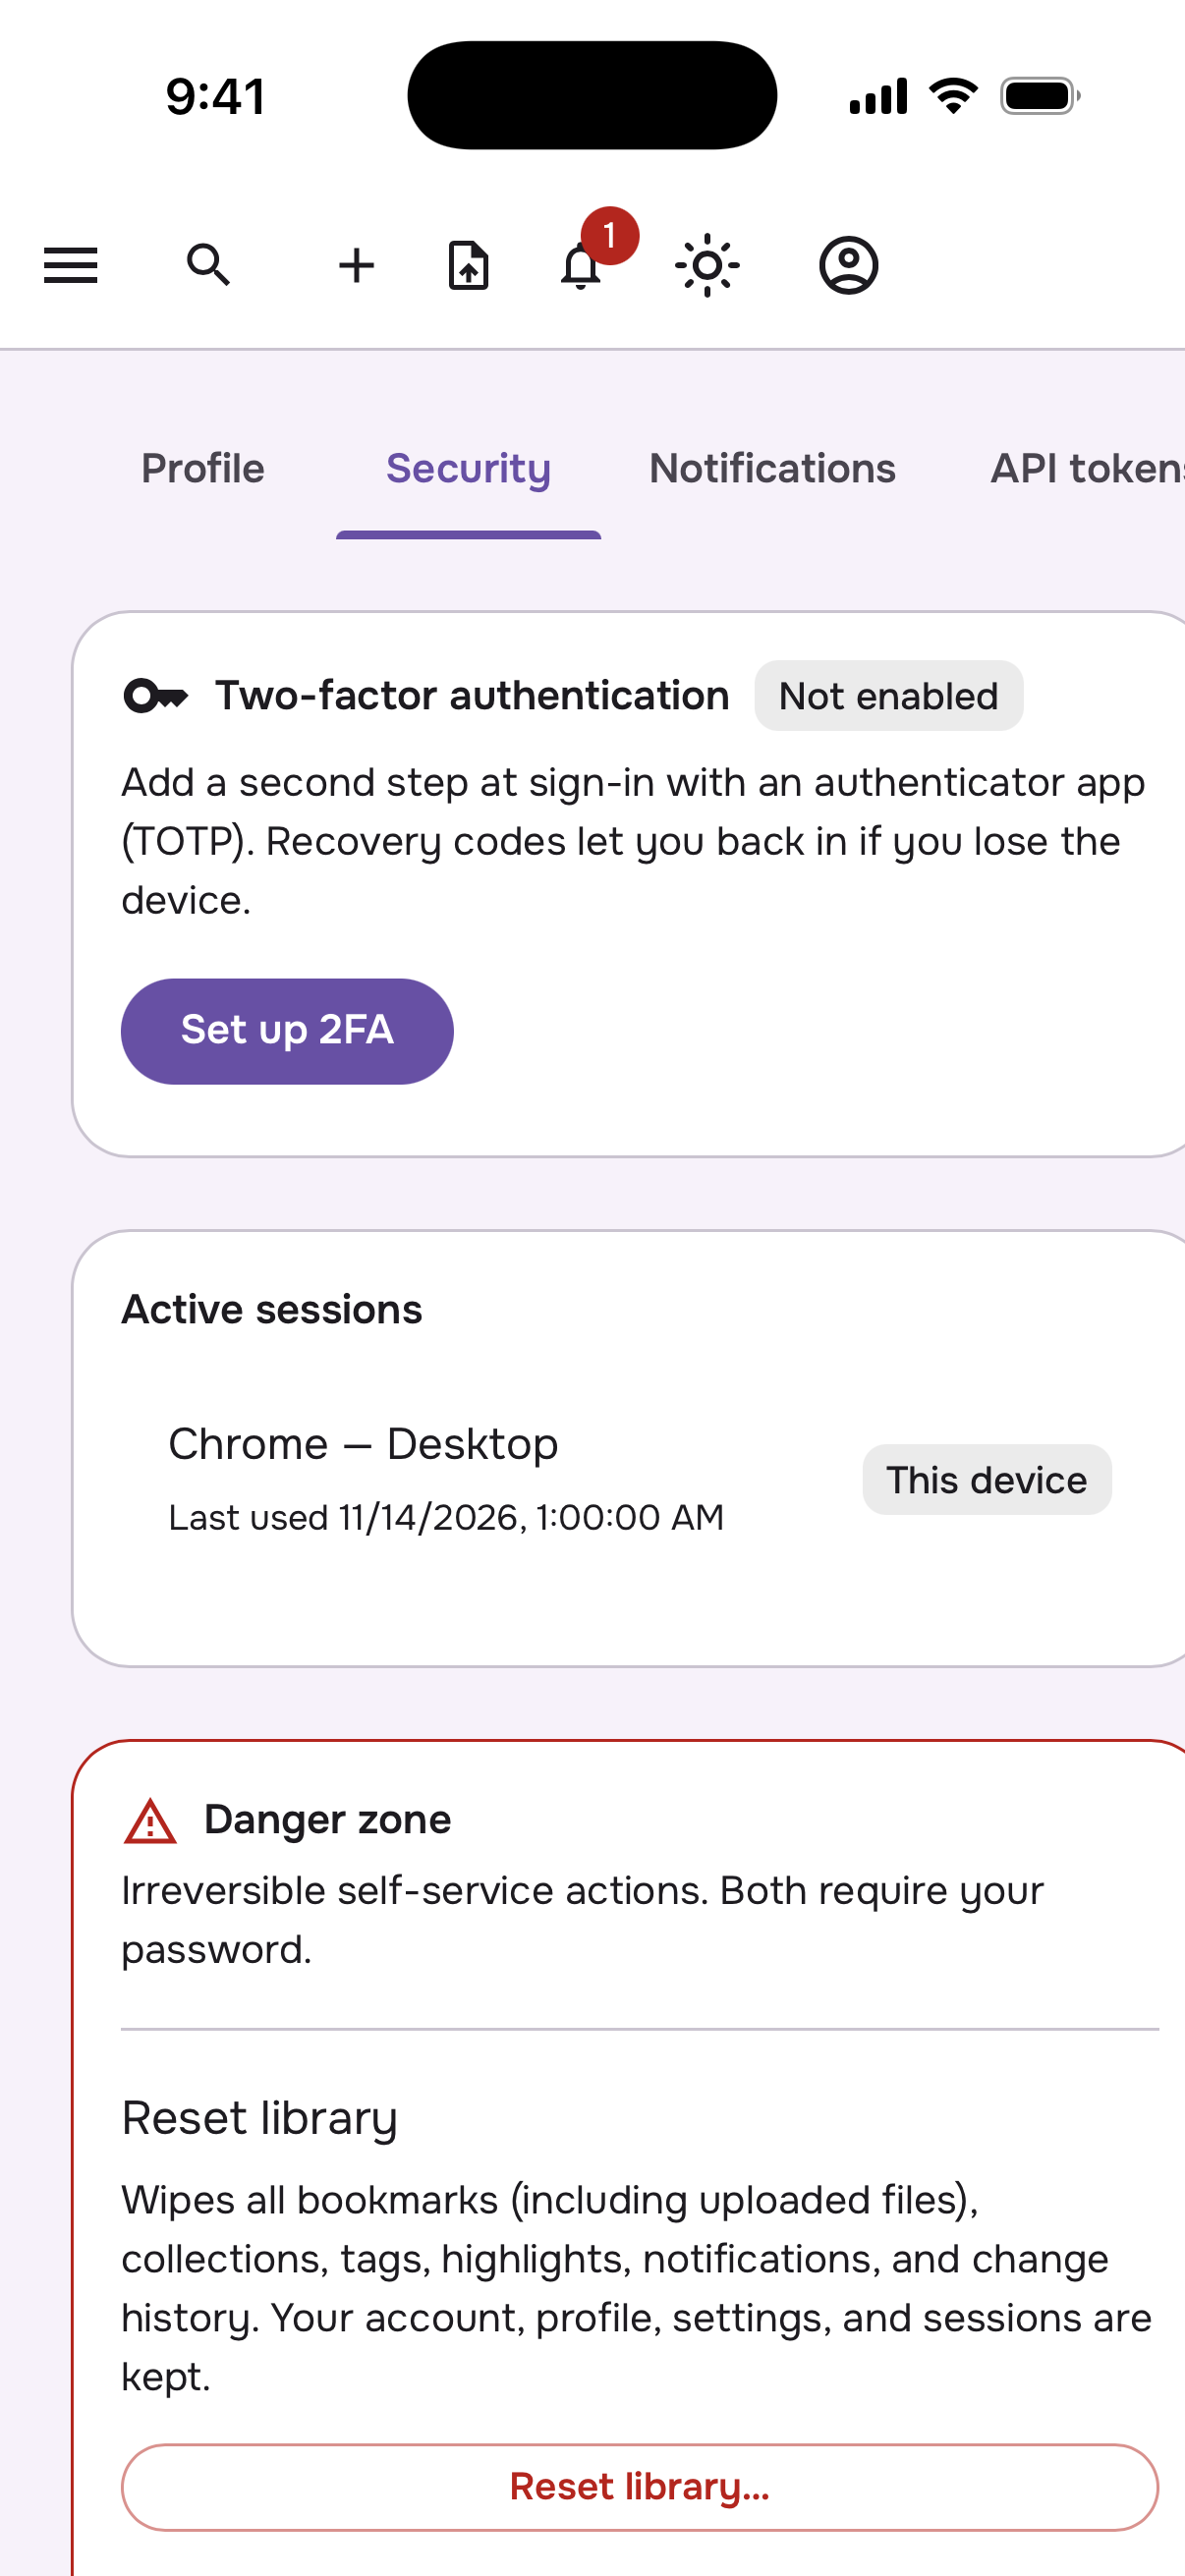 9:41
1
Profile Security Notifications API tokens
Two-factor authentication Not enabled
Add a second step at sign-in with an authenticator app
(TOTP). Recovery codes let you back in if you lose the
device.
Set up 2FA
Active sessions
Chrome — Desktop
This device
Last used 11/14/2026, 1:00:00 AM
Danger zone
Irreversible self-service actions. Both require your
password.
Reset library
Wipes all bookmarks (including uploaded files),
collections, tags, highlights, notifications, and change
history. Your account, profile, settings, and sessions are
kept.
Reset library...